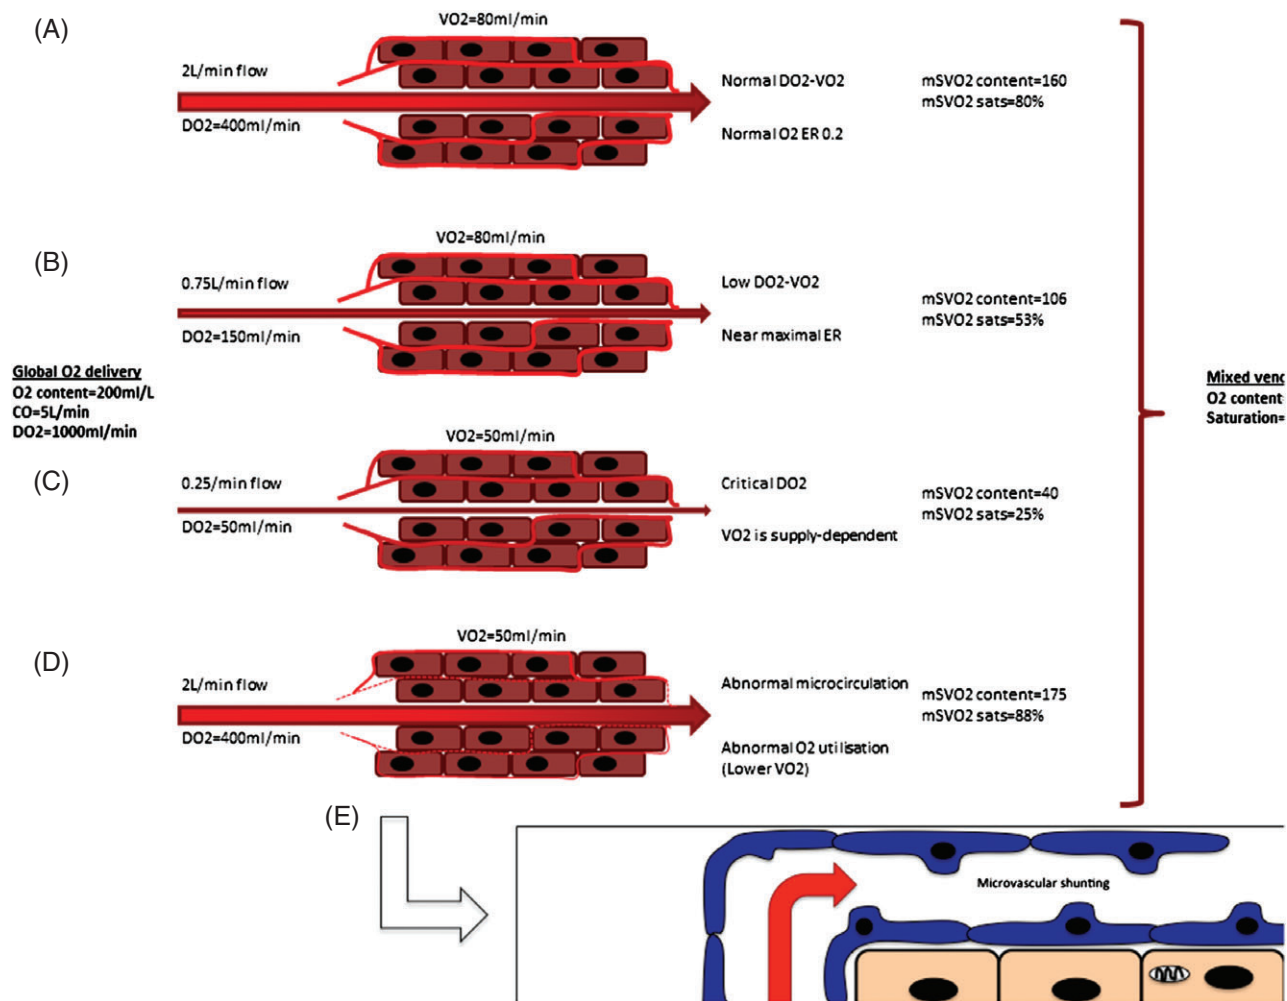 (A)
VO2=80ml/min
2L/min flow
DO2=400ml/min
Normal DO2-VO2
Normal O2 ER 0.2
mSVO2 content=160
mSVO2 sats=80%
(B)
VO2=80ml/min
0.75L/min flow
DO2=150ml/min
Low DO2-VO2
Near maximal ER
mSVO2 content=106
mSVO2 sats=53%
Global O2 delivery
O2 content=200ml/L
CO=5L/min
DO2=1000ml/min
Mixed
O2 content
Saturation=
(C)
VO2=50ml/min
0.25/min flow
DO2=50ml/min
Critical DO2
VO2 is supply-dependent
mSVO2 content=40
mSVO2 sats=25%
(D)
VO2=50ml/min
2L/min flow
DO2=400ml/min
Abnormal microcirculation
Abnormal O2 utilisation
(Lower VO2)
mSVO2 content=175
mSVO2 sats=88%
(E)
Microvascular shunting